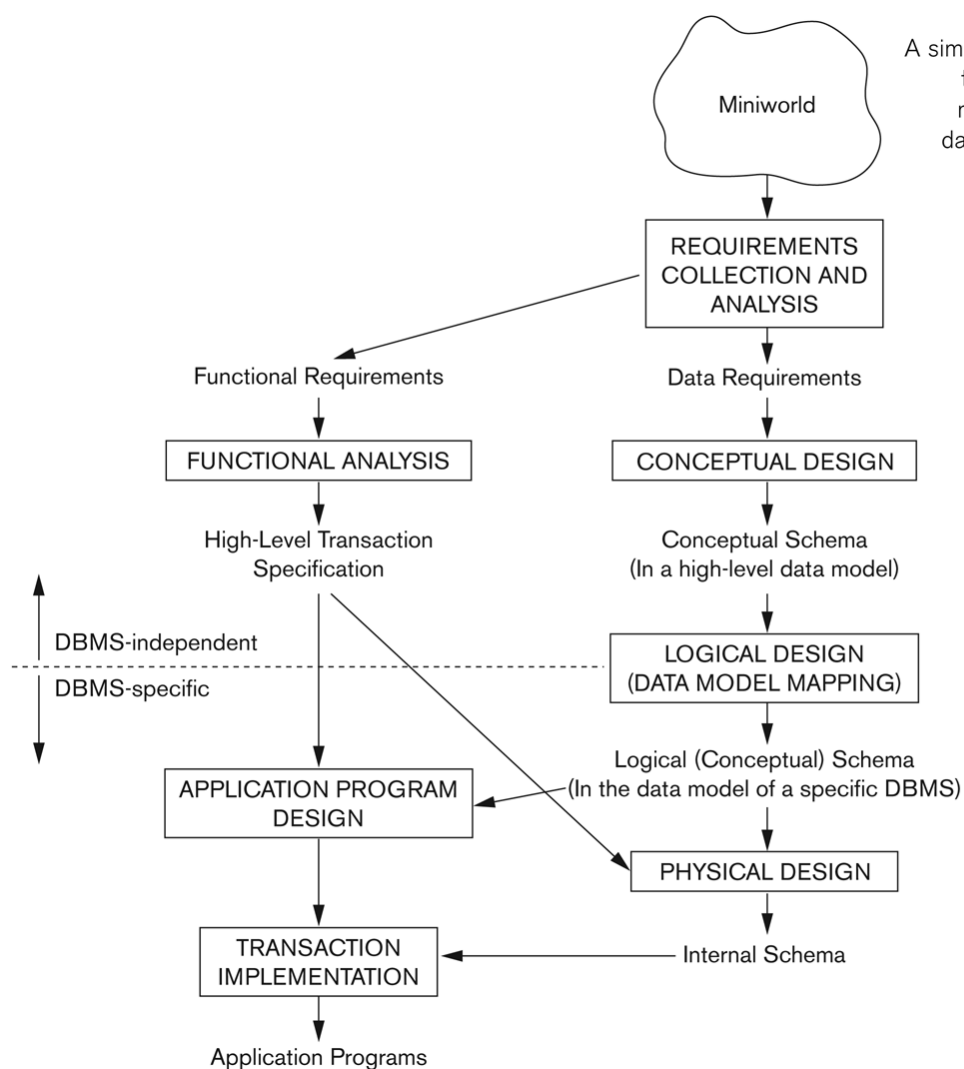 A sim
t
r
da
Miniworld
REQUIREMENTS
COLLECTION AND
ANALYSIS
Functional Requirements
Data Requirements
FUNCTIONAL ANALYSIS
CONCEPTUAL DESIGN
High-Level Transaction
Specification
Conceptual Schema
(In a high-level data model)
DBMS-independent
LOGICAL DESIGN
(DATA MODEL MAPPING)
DBMS-specific
Logical (Conceptual) Schema
(In the data model of a specific DBMS)
APPLICATION PROGRAM
DESIGN
PHYSICAL DESIGN
TRANSACTION
IMPLEMENTATION
Internal Schema
Application Programs